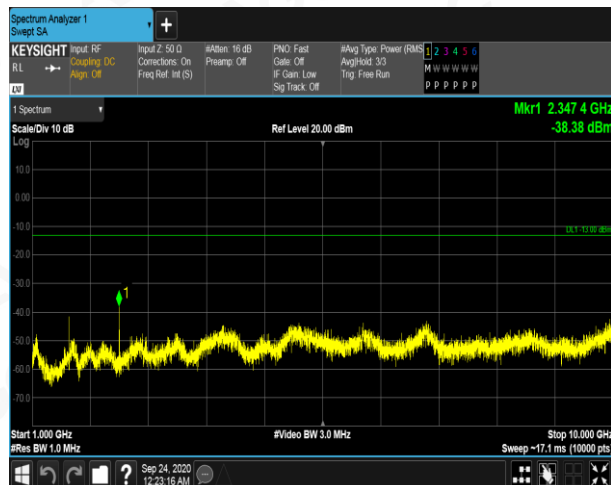 Spectrum Analyzer 1
Swept SA
+
KEYSIGHT Input: RF Input Z: 50 Ω #Atten: 16 dB PNO: Fast #Avg Type: Power (RMS 1 2 3 4 5 6
RL Coupling: DC Corrections: On Preamp: Off Gate: Off Avg|Hold: 3/3 M W W W W W
Align: Off Freq Ref: Int (S) IF Gain: Low Trig: Free Run
Sig Track: Off P P P P P P
LXI
1 Spectrum
Mkr1 2.347 4 GHz
Scale/Div 10 dB Ref Level 20.00 dBm -38.38 dBm
Log
10.0
0.00
-10.0
DL1 -13.00 dBm
-20.0
-30.0
1
-40.0
-50.0
-60.0
-70.0
Start 1.000 GHz #Video BW 3.0 MHz Stop 10.000 GHz
#Res BW 1.0 MHz Sweep ~17.1 ms (10000 pts)
? Sep 24, 2020
12:23:16 AM